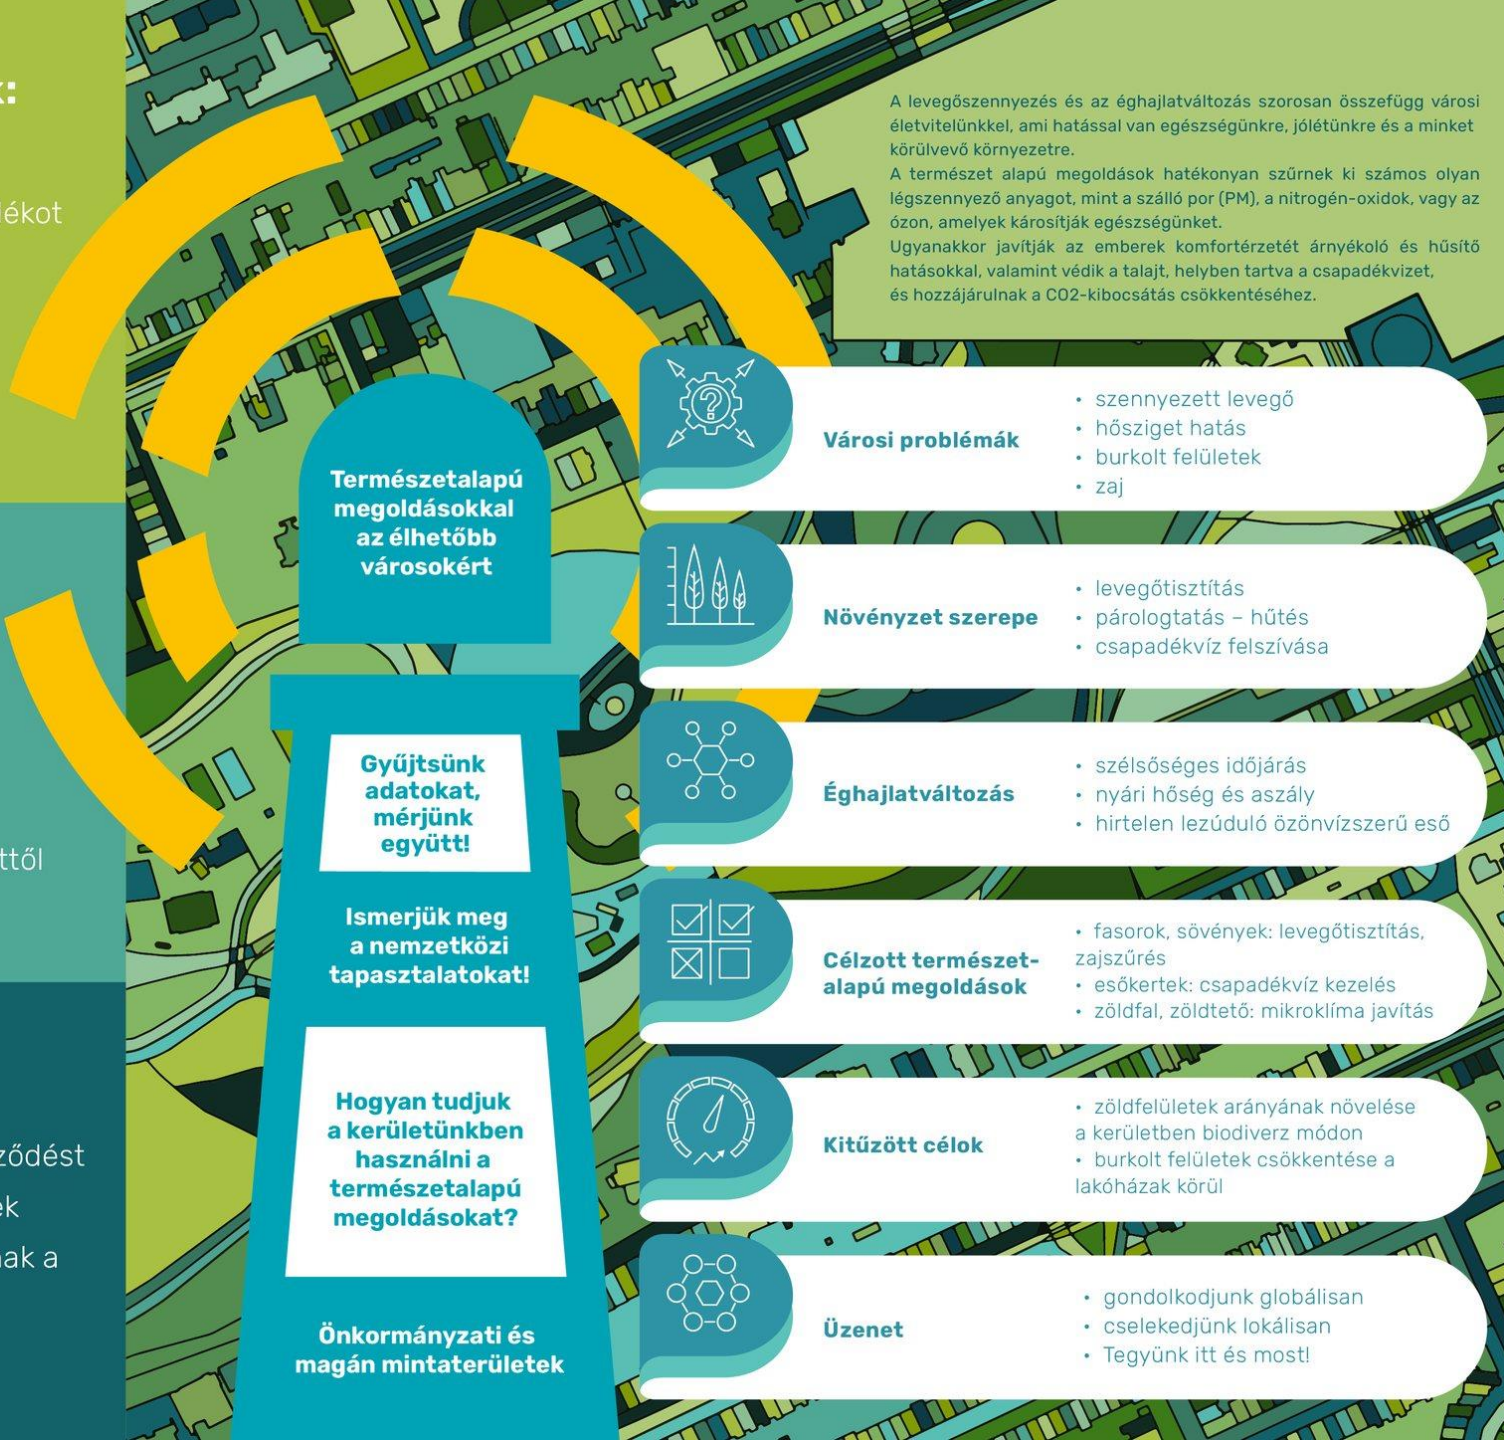 :
ttől
ek
A levegőszennyezés és az éghajlatváltozás szorosan összefügg városi
életvitelünkkel, ami hatással van egészségünkre, jólétünkre és a minket
körülvevő környezetre.
A természet alapú megoldások hatékonyan szűrnek ki számos olyan
légszennyező anyagot, mint a szálló por (PM), a nitrogén-oxidok, vagy az
ózon, amelyek károsítják egészségünket.
Ugyanakkor javítják az emberek komfortérzetét árnyékoló és hűsítő
hatásokkal, valamint védik a talajt, helyben tartva a csapadékvizet,
és hozzájárulnak a CO2-kibocsátás csökkentéséhez.
Természetalapú
megoldásokkal
az élhetőbb
városokért
Gyűjtsünk
adatokat,
mérjünk
együtt!
Ismerjük meg
a nemzetközi
tapasztalatokat!
Hogyan tudjuk
a kerületünkben
használni a
természetalapú
megoldásokat?
Önkormányzati és
magán mintaterületek
Városi problémák
• szennyezett levegő
• hősziget hatás
• burkolt felületek
• zaj
Növényzet szerepe
• levegőtisztítás
• párologtatás – hűtés
• csapadékvíz felszívása
Éghajlatváltozás
• szélsőséges időjárás
• nyári hőség és aszály
• hirtelen lezúduló özönvízszerű eső
Célzott természet-
alapú megoldások
• fasorok, sövények: levegőtisztítás,
zajszűrés
• esőkertek: csapadékvíz kezelés
• zöldfal, zöldtető: mikroklíma javítás
Kitűzött célok
• zöldfelületek arányának növelése
a kerületben biodiverz módon
• burkolt felületek csökkentése a
lakóházak körül
Üzenet
• gondolkodjunk globálisan
• cselekedjünk lokálisan
• Tegyünk itt és most!